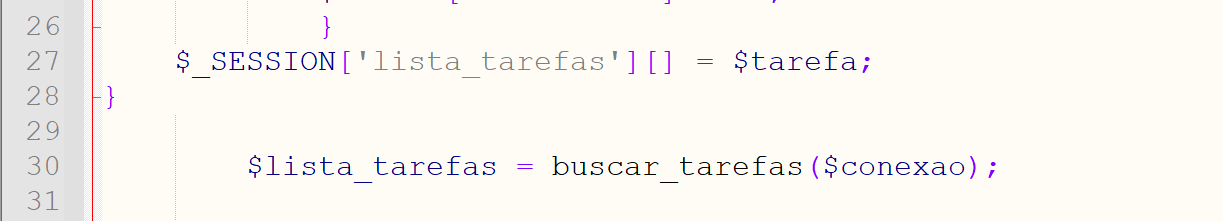 26 }
27 $_SESSION['lista_tarefas'][] = $tarefa;
28 }
29
30 $lista_tarefas = buscar_tarefas($conexao);
31